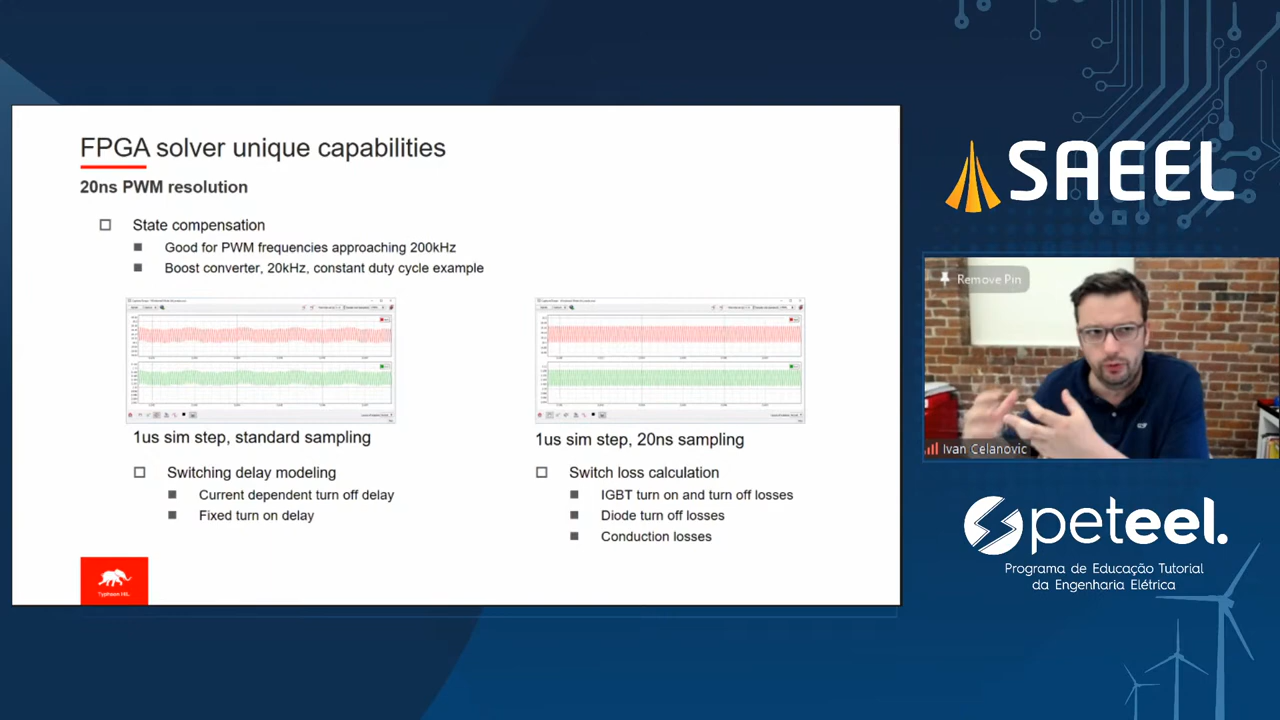 FPGA solver unique capabilities
20ns PWM resolution
State compensation
Good for PWM frequencies approaching 200kHz
Boost converter, 20kHz, constant duty cycle example
1us sim step, standard sampling
1us sim step, 20ns sampling
Switching delay modeling
Current dependent turn off delay
Fixed turn on delay
Switch loss calculation
IGBT turn on and turn off losses
Diode turn off losses
Conduction losses
Typhoon HIL
SAEEL
Remove Pin
Ivan Celanovic
peteel.
Programa de Educação Tutorial
da Engenharia Elétrica